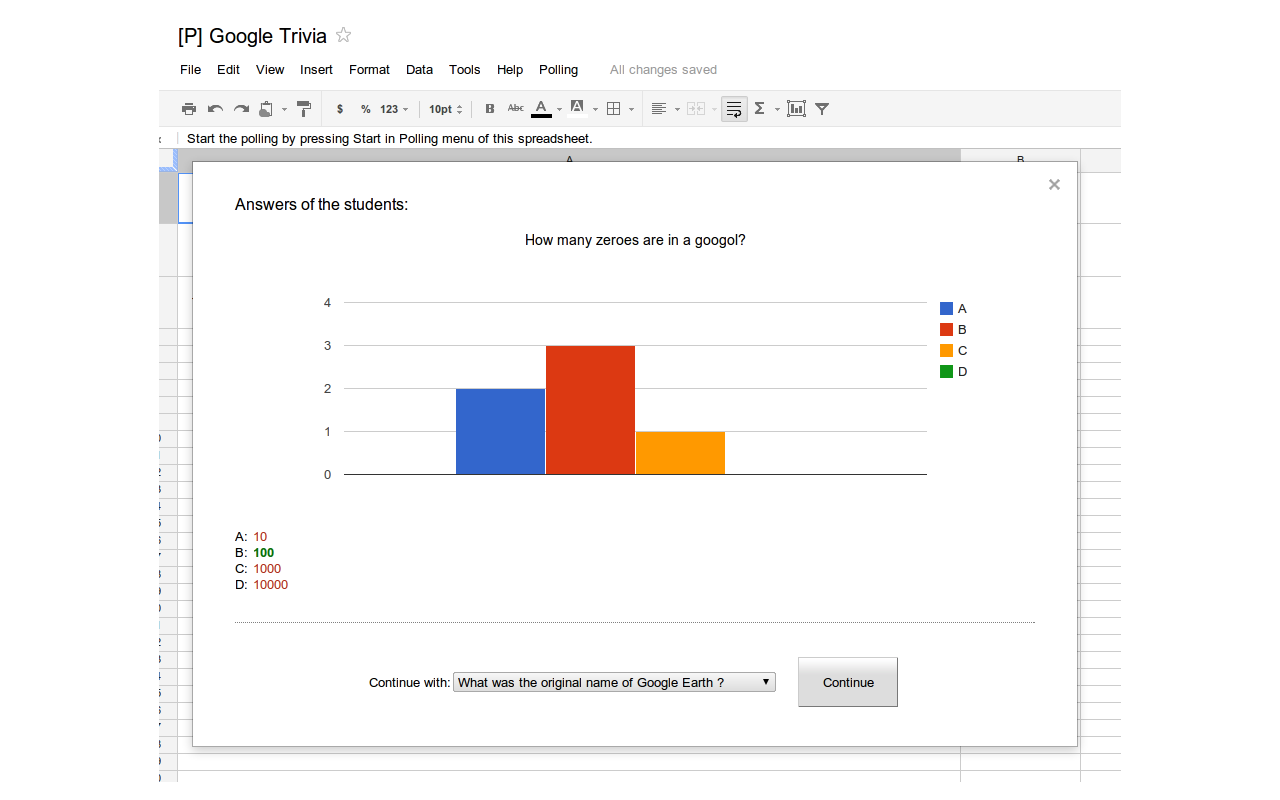 [P] Google Trivia
File Edit View Insert Format Data Tools Help Polling All changes saved
$ % 123 10pt B Abc A A Σ
Start the polling by pressing Start in Polling menu of this spreadsheet.
A B
Answers of the students:
How many zeroes are in a googol?
4
3
2
1
0
A
B
C
D
A: 10
B: 100
C: 1000
D: 10000
Continue with: What was the original name of Google Earth ? Continue